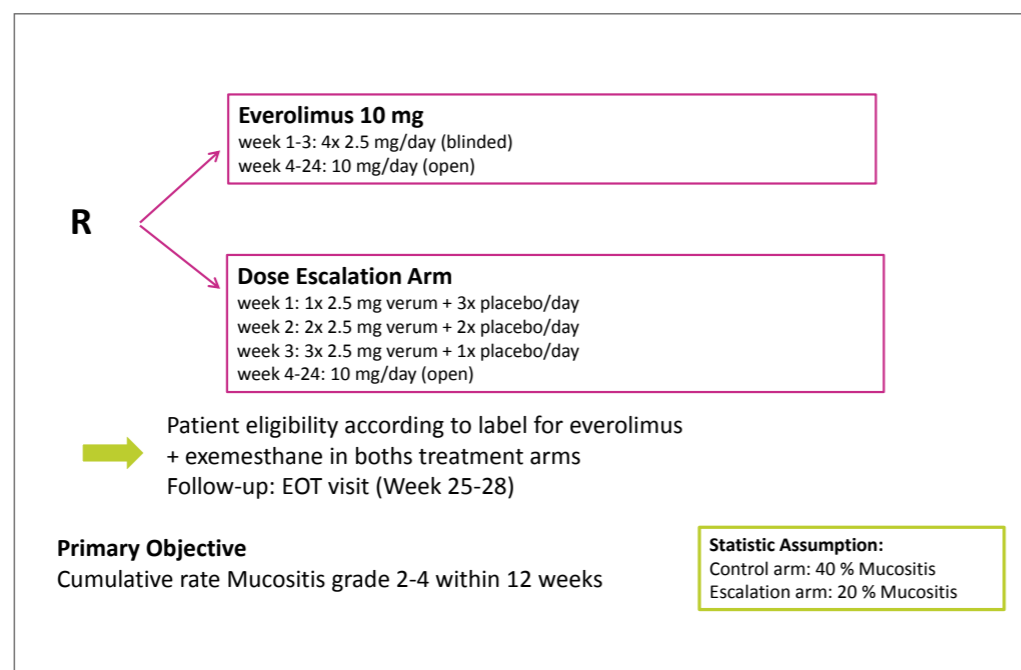 Everolimus 10 mg
week 1-3: 4x 2.5 mg/day (blinded)
week 4-24: 10 mg/day (open)
R
Dose Escalation Arm
week 1: 1x 2.5 mg verum + 3x placebo/day
week 2: 2x 2.5 mg verum + 2x placebo/day
week 3: 3x 2.5 mg verum + 1x placebo/day
week 4-24: 10 mg/day (open)
Patient eligibility according to label for everolimus
+ exemesthane in boths treatment arms
Follow-up: EOT visit (Week 25-28)
Primary Objective
Cumulative rate Mucositis grade 2-4 within 12 weeks
Statistic Assumption:
Control arm: 40 % Mucositis
Escalation arm: 20 % Mucositis